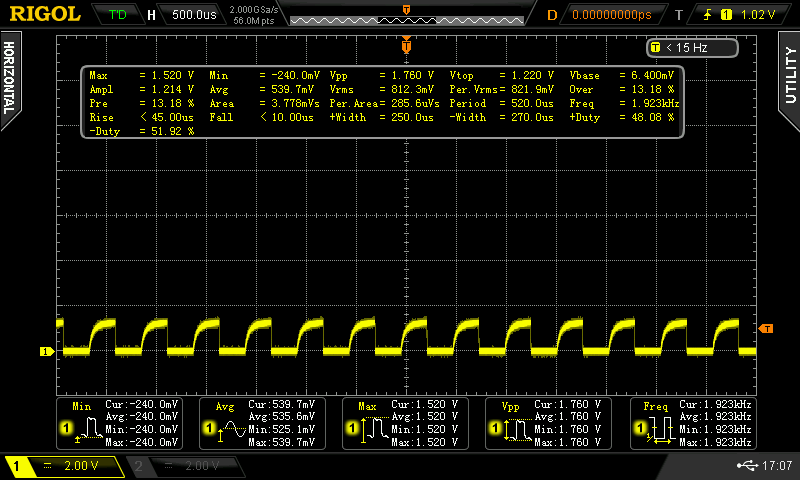 RIGOL T'D H 500.0us 2.000GSa/s 56.0M pts T D 0.00000000ps T 1 1.02 V
HORIZONTAL
UTILITY
T
T < 15 Hz
Max = 1.520 V Min = -240.0mV Vpp = 1.760 V Vtop = 1.220 V Vbase = 6.400mV
Ampl = 1.214 V Avg = 539.7mV Vrms = 812.3mV Per.Vrms= 821.9mV Over = 13.18 %
Pre = 13.18 % Area = 3.778mVs Per.Area= 285.6uVs Period = 520.0us Freq = 1.923kHz
Rise < 45.00us Fall < 10.00us +Width = 250.0us -Width = 270.0us +Duty = 48.08 %
-Duty = 51.92 %
T
1
Min
1
Cur:-240.0mV
Avg:-240.0mV
Min:-240.0mV
Max:-240.0mV
Avg
1
Cur:539.7mV
Avg:535.6mV
Min:525.1mV
Max:539.7mV
Max
1
Cur:1.520 V
Avg:1.520 V
Min:1.520 V
Max:1.520 V
Vpp
1
Cur:1.760 V
Avg:1.760 V
Min:1.760 V
Max:1.760 V
Freq
1
Cur:1.923kHz
Avg:1.923kHz
Min:1.923kHz
Max:1.923kHz
1 2.00 V 2 2.00 V 17:07